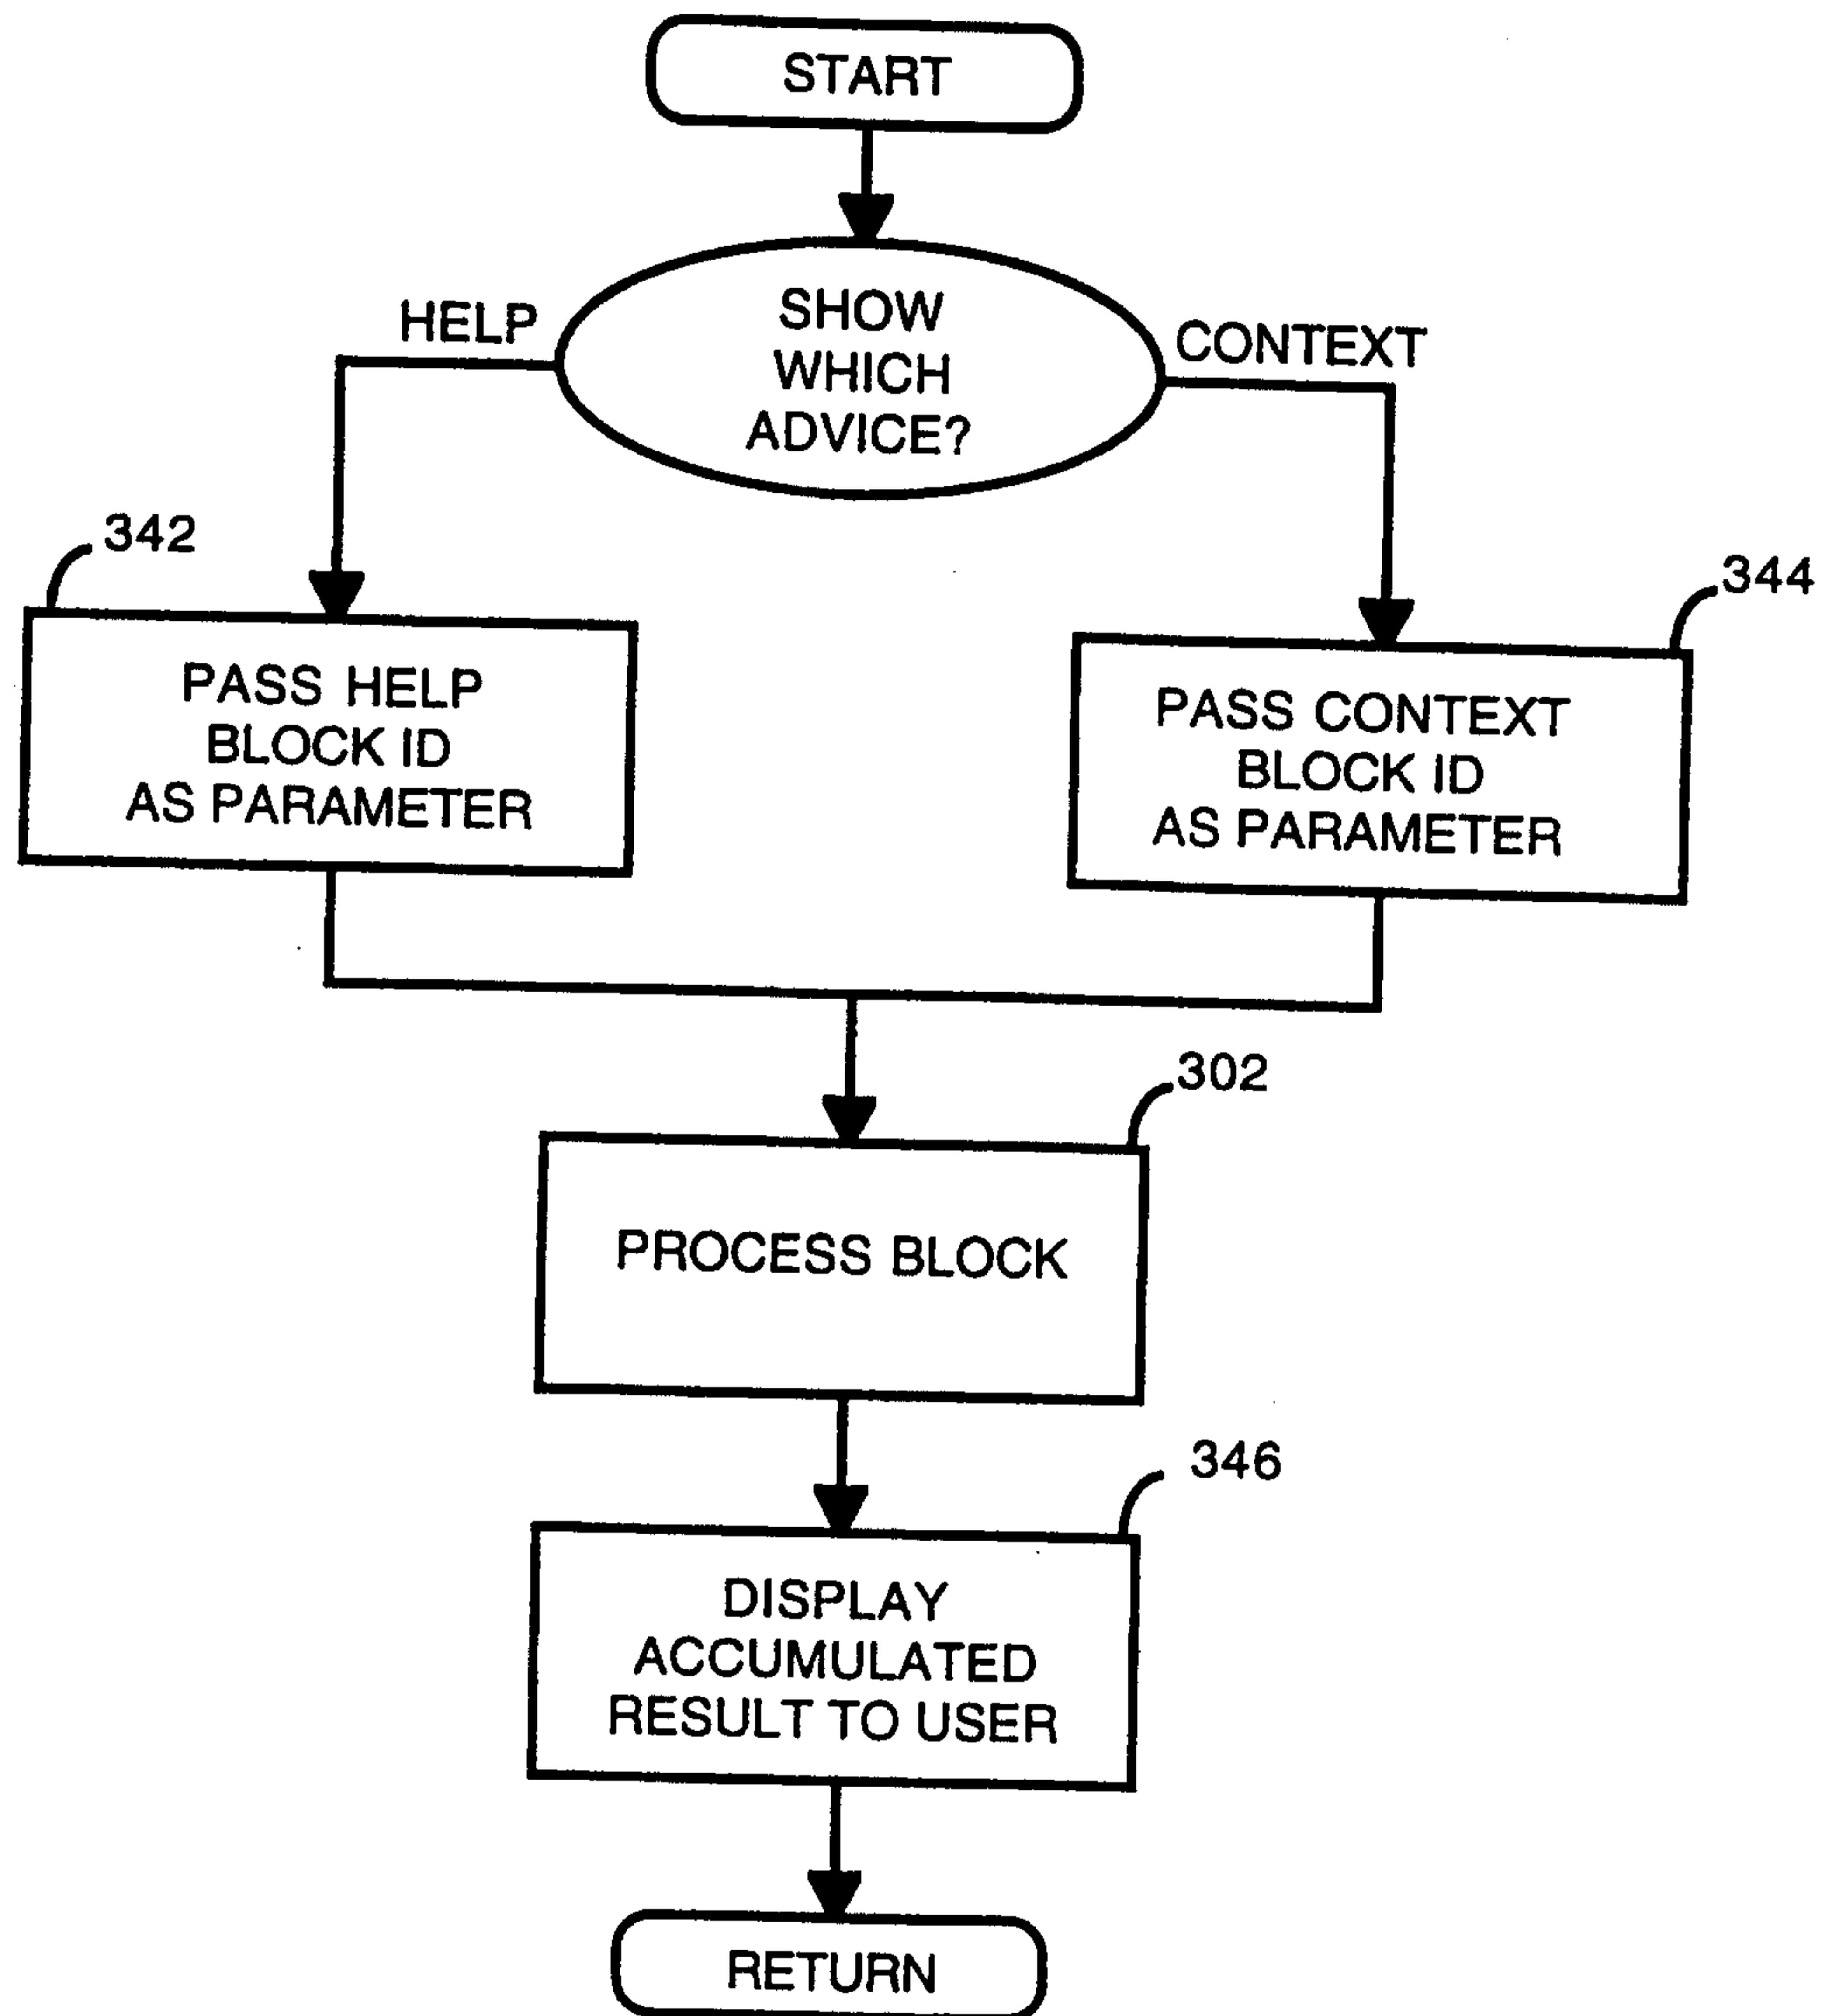 START
HELP
SHOW
WHICH
ADVICE?
CONTEXT
342
PASS HELP
BLOCK ID
AS PARAMETER
344
PASS CONTEXT
BLOCK ID
AS PARAMETER
302
PROCESS BLOCK
346
DISPLAY
ACCUMULATED
RESULT TO USER
RETURN